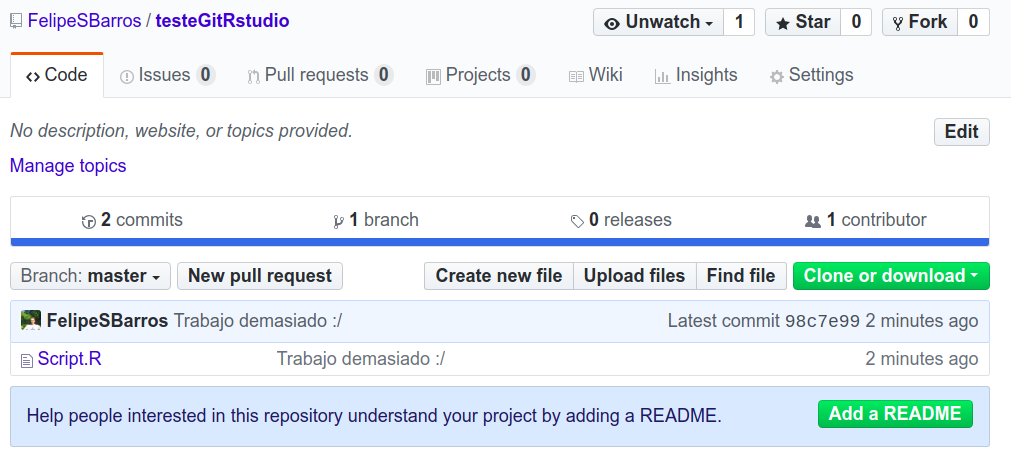 FelipeSBarros / testeGitRstudio Unwatch 1 Star 0 Fork 0
Code Issues 0 Pull requests 0 Projects 0 Wiki Insights Settings
No description, website, or topics provided. Edit
Manage topics
2 commits 1 branch 0 releases 1 contributor
Branch: master New pull request Create new file Upload files Find file Clone or download
FelipeSBarros Trabajo demasiado :/ Latest commit 98c7e99 2 minutes ago
Script.R Trabajo demasiado :/ 2 minutes ago
Help people interested in this repository understand your project by adding a README. Add a README